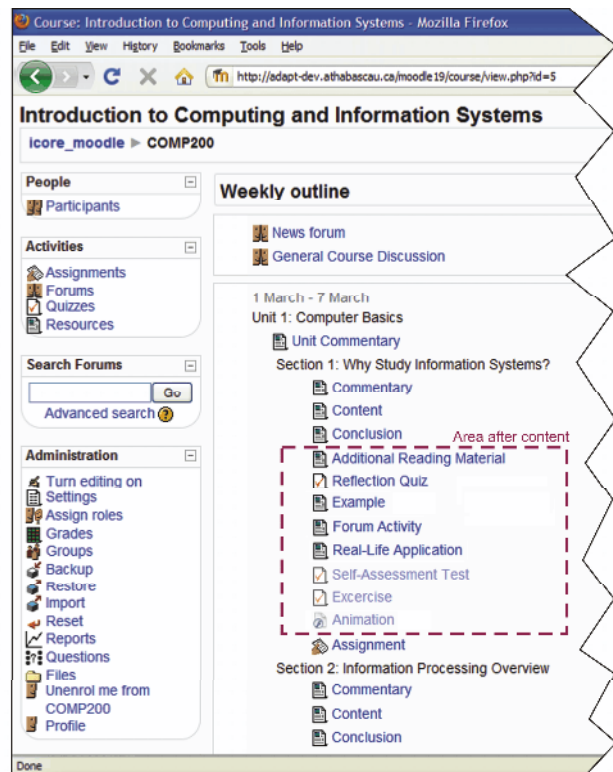 Course: Introduction to Computing and Information Systems - Mozilla Firefox
File Edit View History Bookmarks Tools Help
http://adapt-dev.athabascau.ca/moodle19/course/view.php?id=5
Introduction to Computing and Information Systems
icore_moodle ► COMP200
People
Participants
Activities
Assignments
Forums
Quizzes
Resources
Search Forums
Go
Advanced search ?
Administration
Turn editing on
Settings
Assign roles
Grades
Groups
Backup
Restore
Import
Reset
Reports
Questions
Files
Unenrol me from
COMP200
Profile
Weekly outline
News forum
General Course Discussion
1 March - 7 March
Unit 1: Computer Basics
Unit Commentary
Section 1: Why Study Information Systems?
Commentary
Content
Conclusion
Area after content
Additional Reading Material
Reflection Quiz
Example
Forum Activity
Real-Life Application
Self-Assessment Test
Excercise
Animation
Assignment
Section 2: Information Processing Overview
Commentary
Content
Conclusion
Done